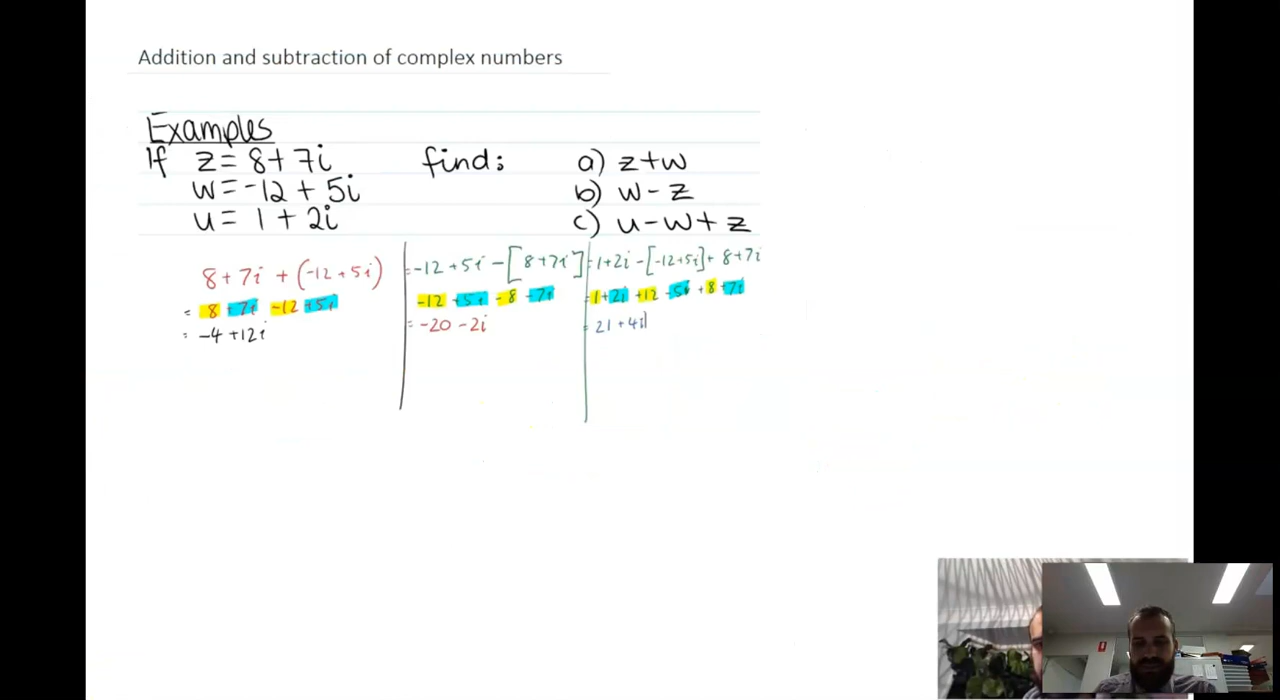 Addition and subtraction of complex numbers
Examples
If z = 8 + 7i find: a) z + w
w = -12 + 5i b) w - z
u = 1 + 2i c) u - w + z
8 + 7i + (-12 + 5i)
= 8 + 7i - 12 + 5i
= -4 + 12i
= -12 + 5i - [8 + 7i]
-12 + 5i - 8 - 7i
= -20 - 2i
= 1 + 2i - [-12 + 5i] + 8 + 7i
= 1 + 2i + 12 - 5i + 8 + 7i
= 21 + 4i